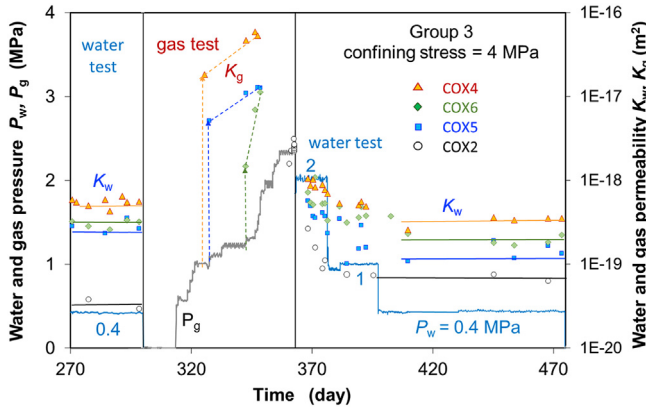 Water and gas pressure Pw, Pg (MPa)
4
3
2
1
0
water
test
gas test
Kg
Kw
0.4
Pg
Group 3
confining stress = 4 MPa
COX4
COX6
COX5
COX2
water test
2
1
Kw
Pw = 0.4 MPa
270
320
370
420
470
Time (day)
1E-16
1E-17
1E-18
1E-19
1E-20
Water and gas permeability Kw, Kg (m²)